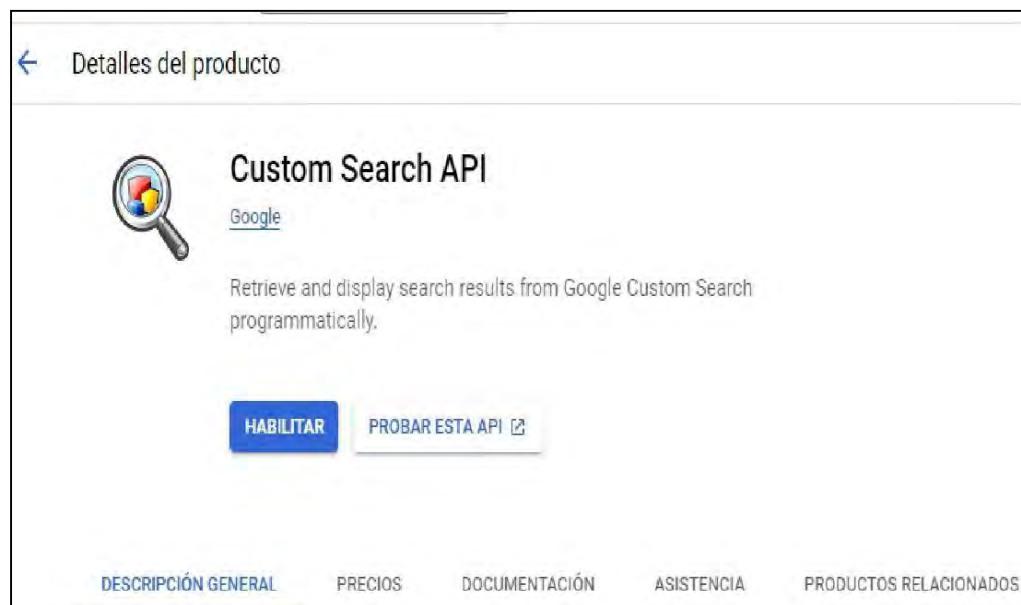 Detalles del producto
Custom Search API
Google
Retrieve and display search results from Google Custom Search
programmatically.
HABILITAR PROBAR ESTA API
DESCRIPCIÓN GENERAL PRECIOS DOCUMENTACIÓN ASISTENCIA PRODUCTOS RELACIONADOS